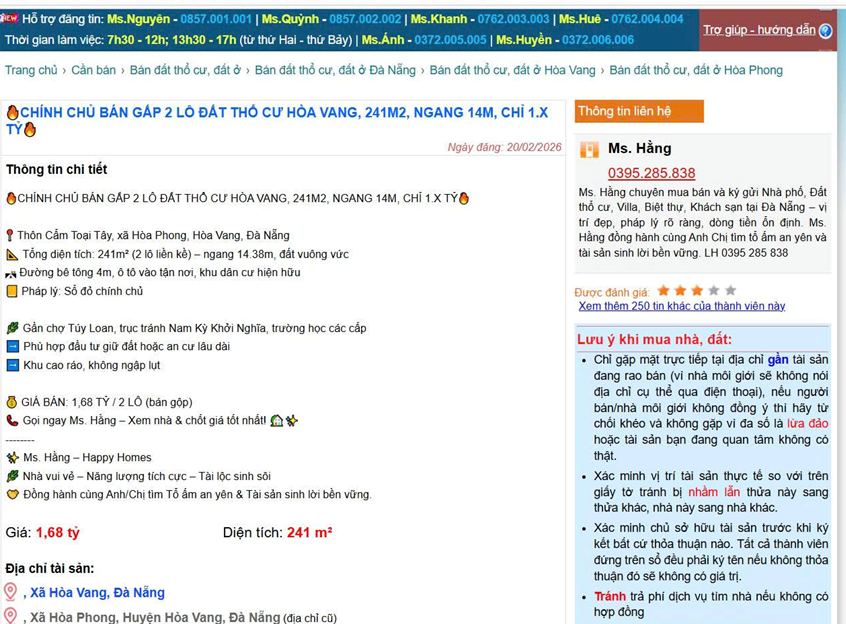 NEW Hỗ trợ đăng tin: Ms.Nguyên - 0857.001.001 | Ms.Quỳnh - 0857.002.002 | Ms.Khanh - 0762.003.003 | Ms.Huê - 0762.004.004
Thời gian làm việc: 7h30 - 12h; 13h30 - 17h (từ thứ Hai - thứ Bảy) | Ms.Ánh - 0372.005.005 | Ms.Huyền - 0372.006.006
Trợ giúp - hướng dẫn ?
Trang chủ › Cần bán › Bán đất thổ cư, đất ở › Bán đất thổ cư, đất ở Đà Nẵng › Bán đất thổ cư, đất ở Hòa Vang › Bán đất thổ cư, đất ở Hòa Phong
🔥CHÍNH CHỦ BÁN GẤP 2 LÔ ĐẤT THỔ CƯ HÒA VANG, 241M2, NGANG 14M, CHỈ 1.X
TỶ🔥
Ngày đăng: 20/02/2026
Thông tin chi tiết
🔥CHÍNH CHỦ BÁN GẤP 2 LÔ ĐẤT THỔ CƯ HÒA VANG, 241M2, NGANG 14M, CHỈ 1.X TỶ🔥
📍 Thôn Cẩm Toại Tây, xã Hòa Phong, Hòa Vang, Đà Nẵng
📐 Tổng diện tích: 241m² (2 lô liền kề) – ngang 14.38m, đất vuông vức
🛤 Đường bê tông 4m, ô tô vào tận nơi, khu dân cư hiện hữu
📒 Pháp lý: Sổ đỏ chính chủ
🌿 Gần chợ Túy Loan, trục tránh Nam Kỳ Khởi Nghĩa, trường học các cấp
➡ Phù hợp đầu tư giữ đất hoặc an cư lâu dài
➡ Khu cao ráo, không ngập lụt
💰 GIÁ BÁN: 1,68 TỶ / 2 LÔ (bán gộp)
📞 Gọi ngay Ms. Hằng – Xem nhà & chốt giá tốt nhất! 🏡✨
--------
✨ Ms. Hằng – Happy Homes
🌿 Nhà vui vẻ – Năng lượng tích cực – Tài lộc sinh sôi
💛 Đồng hành cùng Anh/Chị tìm Tổ ấm an yên & Tài sản sinh lời bền vững.
Giá: 1,68 tỷ Diện tích: 241 m²
Địa chỉ tài sản:
, Xã Hòa Vang, Đà Nẵng
, Xã Hòa Phong, Huyện Hòa Vang, Đà Nẵng (địa chỉ cũ)
Thông tin liên hệ
Ms. Hằng
0395.285.838
Ms. Hằng chuyên mua bán và ký gửi Nhà phố, Đất
thổ cư, Villa, Biệt thự, Khách sạn tại Đà Nẵng – vị
trí đẹp, pháp lý rõ ràng, dòng tiền ổn định. Ms.
Hằng đồng hành cùng Anh Chị tìm tổ ấm an yên và
tài sản sinh lời bền vững. LH 0395 285 838
Được đánh giá: ★★★★★
Xem thêm 250 tin khác của thành viên này
Lưu ý khi mua nhà, đất:
• Chỉ gặp mặt trực tiếp tại địa chỉ gần tài sản
đang rao bán (vì nhà môi giới sẽ không nói
địa chỉ cụ thể qua điện thoại), nếu người
bán/nhà môi giới không đồng ý thì hãy từ
chối khéo và không gặp vì đa số là lừa đảo
hoặc tài sản bạn đang quan tâm không có
thật.
• Xác minh vị trí tài sản thực tế so với trên
giấy tờ tránh bị nhầm lẫn thửa này sang
thửa khác, nhà này sang nhà khác.
• Xác minh chủ sở hữu tài sản trước khi ký
kết bất cứ thỏa thuận nào. Tất cả thành viên
đứng trên sổ đều phải ký tên nếu không thỏa
thuận đó sẽ không có giá trị.
• Tránh trả phí dịch vụ tìm nhà nếu không có
hợp đồng